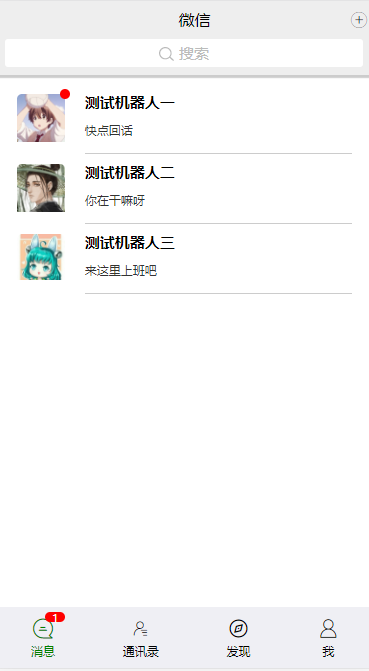 微信
搜索
测试机器人一
快点回话
测试机器人二
你在干嘛呀
测试机器人三
来这里上班吧
1
消息 通讯录 发现 我